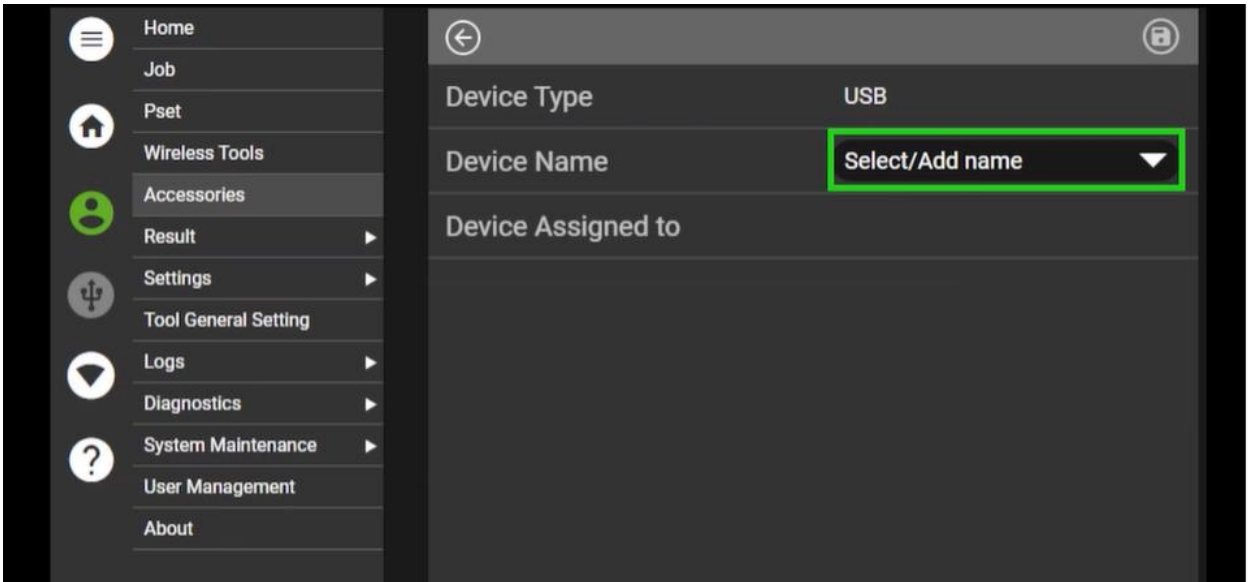 Home
Job
Pset
Wireless Tools
Accessories
Result
Settings
Tool General Setting
Logs
Diagnostics
System Maintenance
User Management
About
Device Type USB
Device Name Select/Add name
Device Assigned to